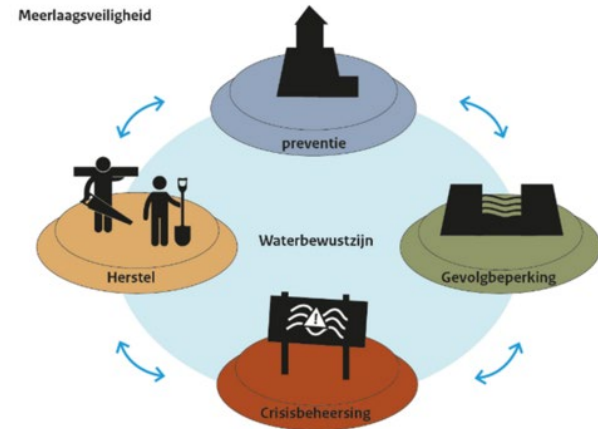 Meerlaagsveiligheid
preventie
Herstel
Waterbewustzijn
Gevolgbeperking
Crisisbeheersing